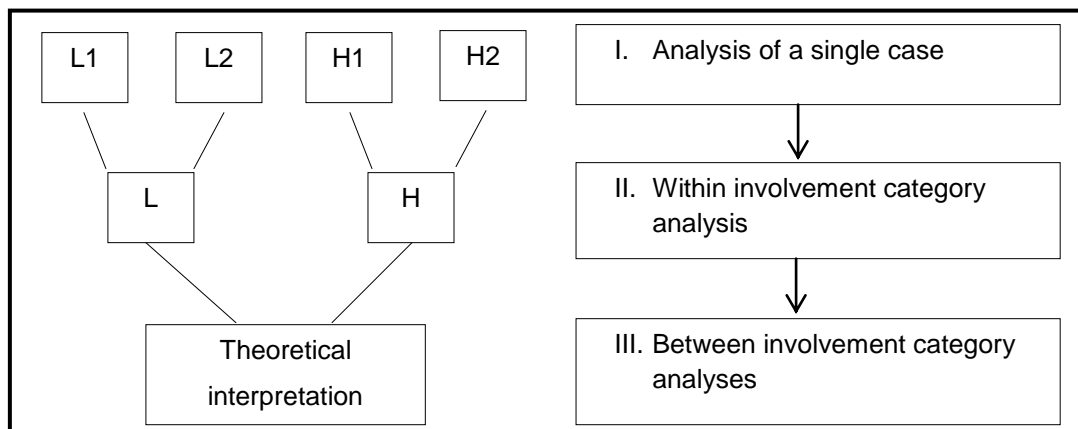 L1
L2
H1
H2
L
H
Theoretical
interpretation
I. Analysis of a single case
II. Within involvement category
analysis
III. Between involvement category
analyses